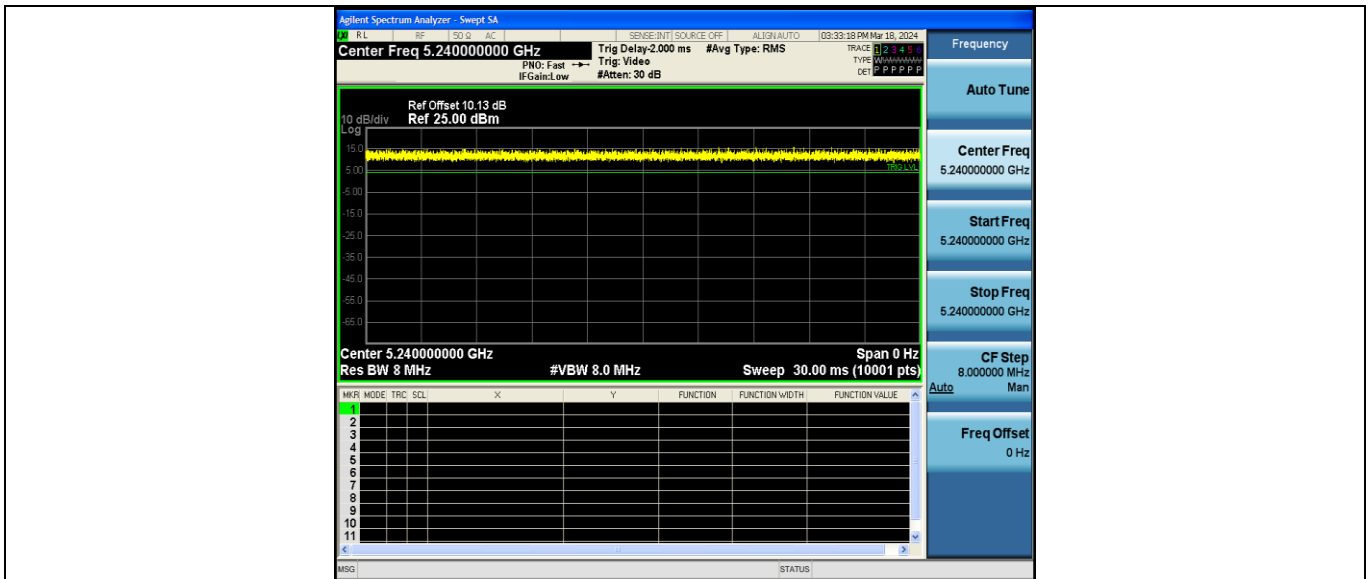 Agilent Spectrum Analyzer - Swept SA
LXI RL RF 50 Ω AC SENSE:INT SOURCE OFF ALIGNAUTO 03:33:18 PM Mar 18, 2024
Center Freq 5.240000000 GHz
PNO: Fast
IFGain:Low
Trig Delay-2.000 ms #Avg Type: RMS
Trig: Video
#Atten: 30 dB
TRACE 1 2 3 4 5 6
TYPE
DET P P P P P P
Ref Offset 10.13 dB
10 dB/div Ref 25.00 dBm
Log
15.0
5.00
TRIG LVL
-5.00
-15.0
-25.0
-35.0
-45.0
-55.0
-65.0
Center 5.240000000 GHz Span 0 Hz
Res BW 8 MHz #VBW 8.0 MHz Sweep 30.00 ms (10001 pts)
MKR MODE TRC SCL X Y FUNCTION FUNCTION WIDTH FUNCTION VALUE
1
2
3
4
5
6
7
8
9
10
11
MSG STATUS
Frequency
Auto Tune
Center Freq
5.240000000 GHz
Start Freq
5.240000000 GHz
Stop Freq
5.240000000 GHz
CF Step
8.000000 MHz
Auto Man
Freq Offset
0 Hz